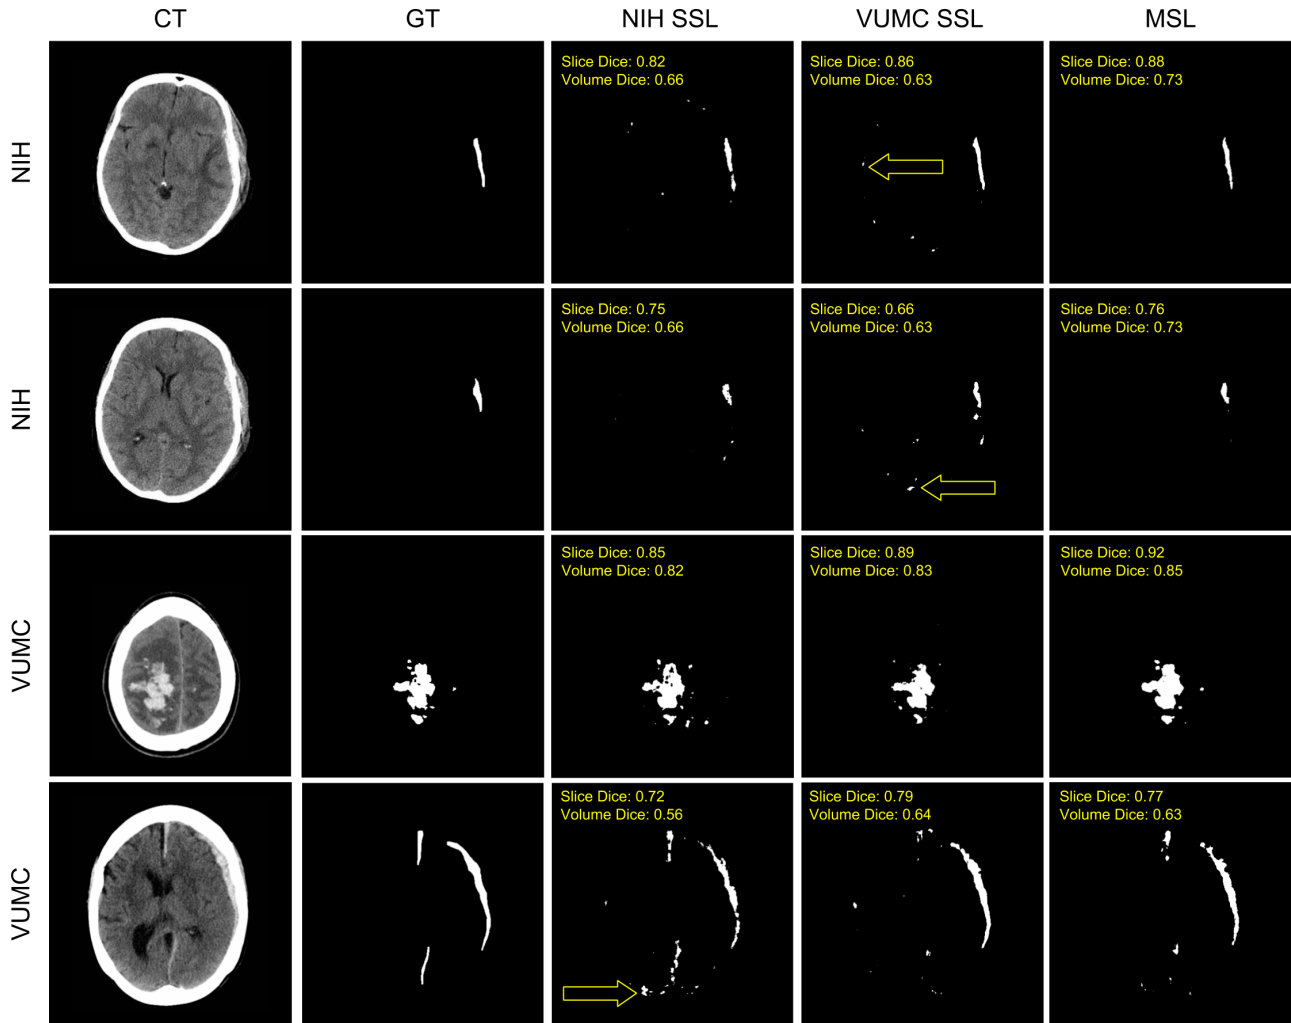 CT GT NIH SSL VUMC SSL MSL
NIH
Slice Dice: 0.82
Volume Dice: 0.66
Slice Dice: 0.86
Volume Dice: 0.63
Slice Dice: 0.88
Volume Dice: 0.73
NIH
Slice Dice: 0.75
Volume Dice: 0.66
Slice Dice: 0.66
Volume Dice: 0.63
Slice Dice: 0.76
Volume Dice: 0.73
VUMC
Slice Dice: 0.85
Volume Dice: 0.82
Slice Dice: 0.89
Volume Dice: 0.83
Slice Dice: 0.92
Volume Dice: 0.85
VUMC
Slice Dice: 0.72
Volume Dice: 0.56
Slice Dice: 0.79
Volume Dice: 0.64
Slice Dice: 0.77
Volume Dice: 0.63